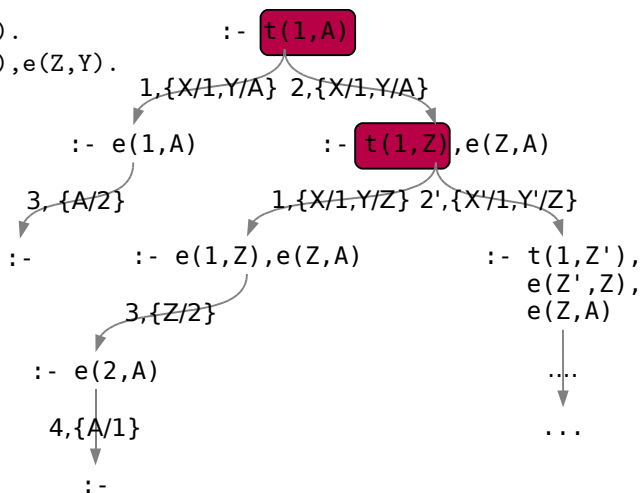 ). :- t(1,A)
),e(Z,Y).
1,{X/1,Y/A} 2,{X/1,Y/A}
:- e(1,A) :- t(1,Z),e(Z,A)
3, {A/2} 1,{X/1,Y/Z} 2',{X'/1,Y'/Z}
:- :- e(1,Z),e(Z,A) :- t(1,Z'),
e(Z',Z),
3,{Z/2} e(Z,A)
:- e(2,A) ....
4,{A/1} ...
:-